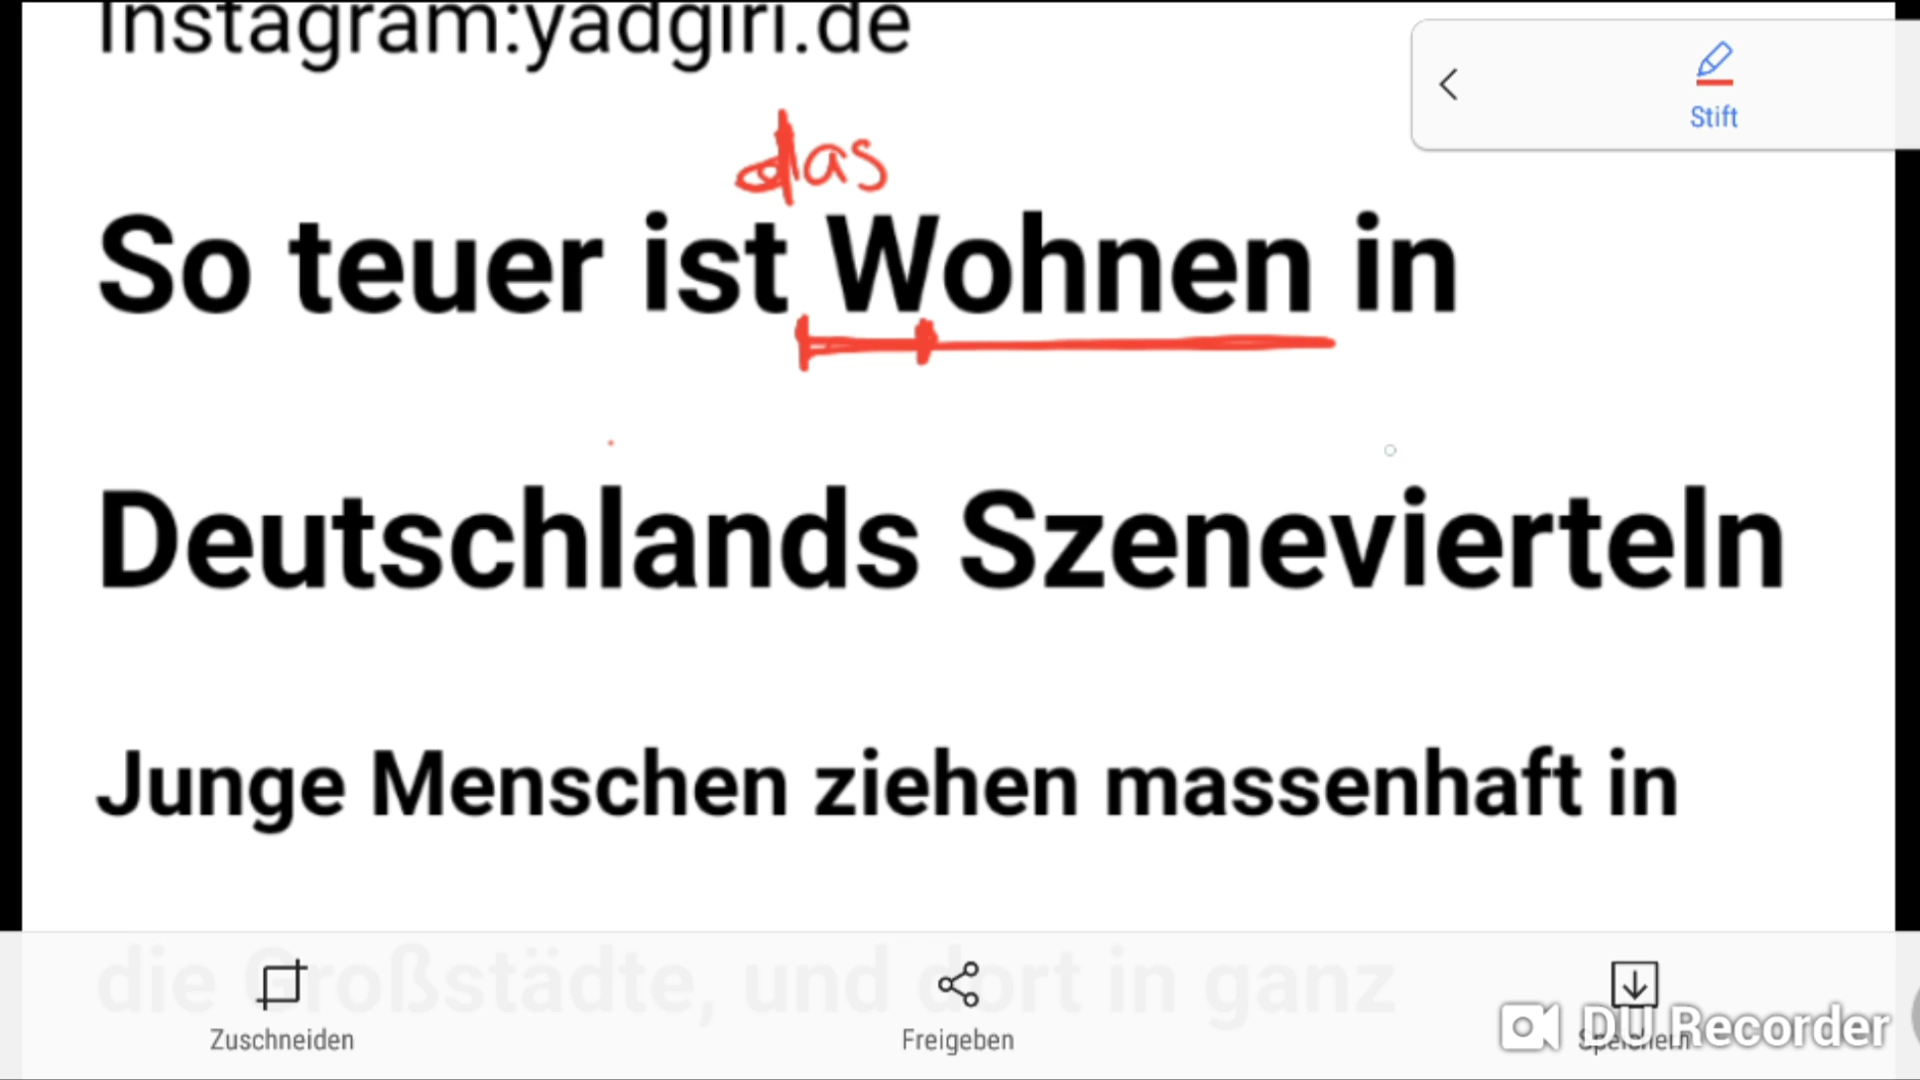 Instagram:yadgiri.de
Stift
das
So teuer ist Wohnen in
Deutschlands Szenevierteln
Junge Menschen ziehen massenhaft in
die Großstädte, und dort in ganz
Zuschneiden
Freigeben
Speichern
DU Recorder